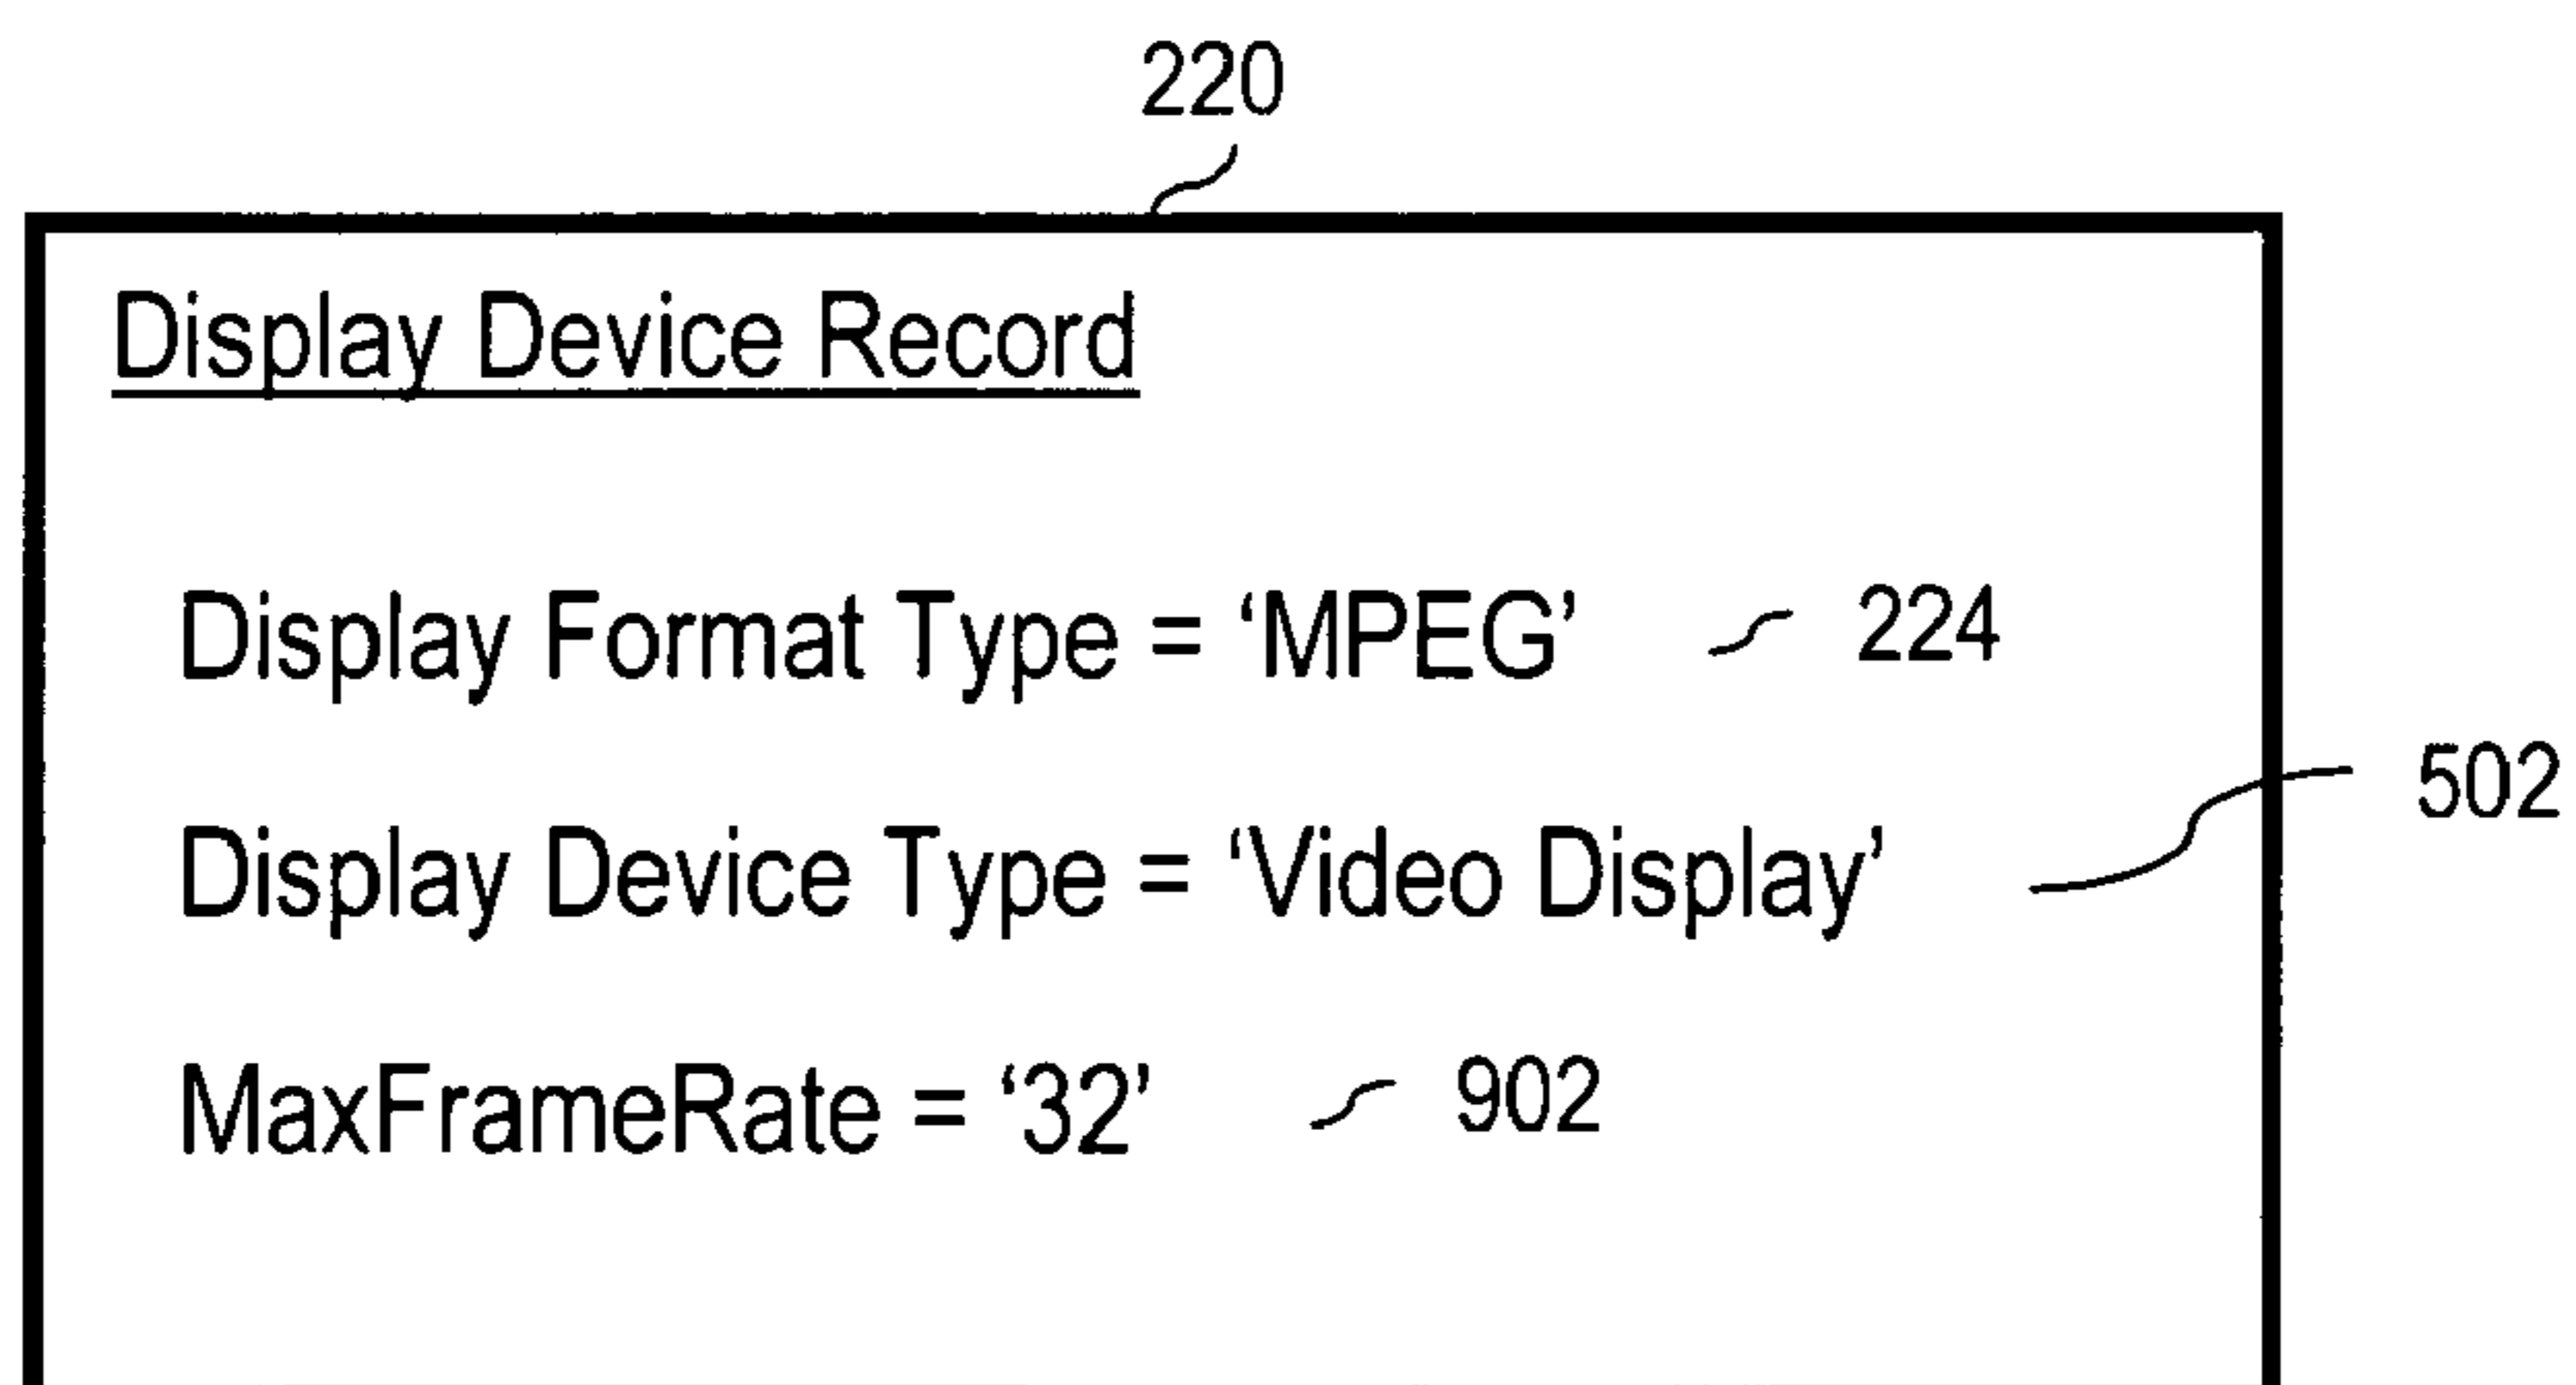 220
Display Device Record
Display Format Type = ‘MPEG’ 224
502
Display Device Type = ‘Video Display’
MaxFrameRate = ‘32’ 902